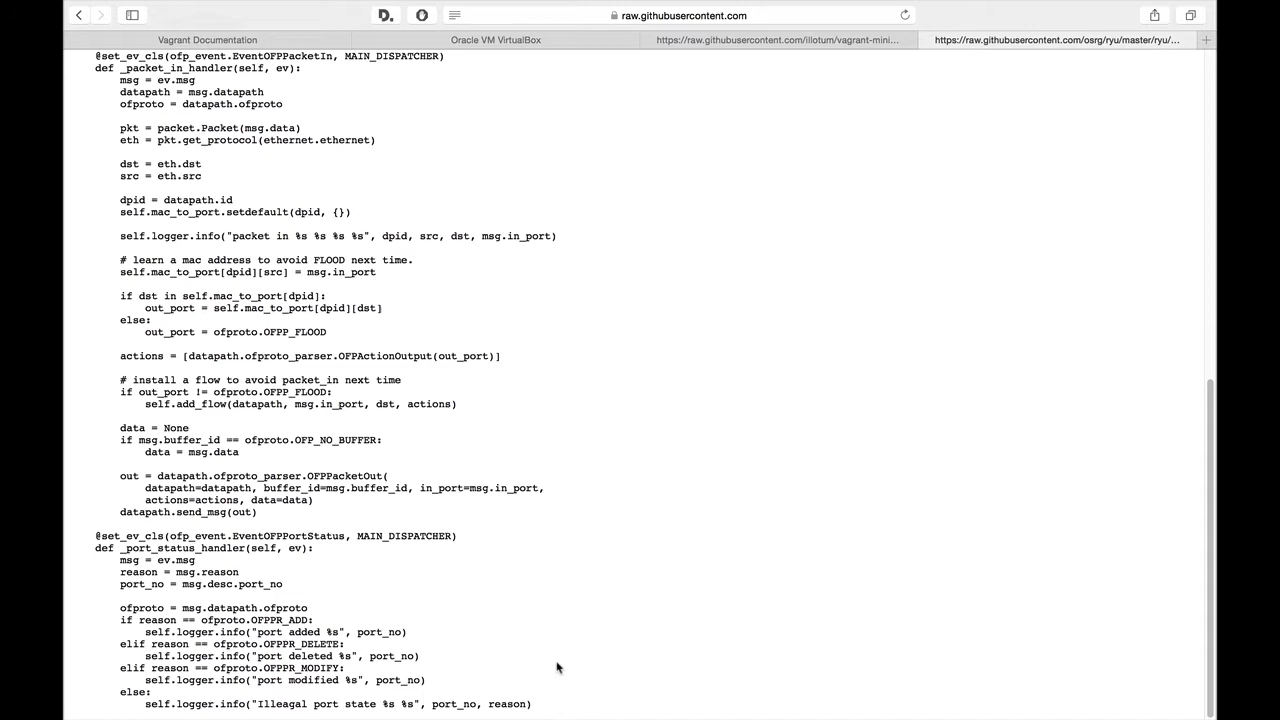 raw.githubusercontent.com
Vagrant Documentation
Oracle VM VirtualBox
https://raw.githubusercontent.com/illotum/vagrant-mini...
https://raw.githubusercontent.com/osrg/ryu/master/ryu/...
@set_ev_cls(ofp_event.EventOFPPacketIn, MAIN_DISPATCHER)
def _packet_in_handler(self, ev):
msg = ev.msg
datapath = msg.datapath
ofproto = datapath.ofproto
pkt = packet.Packet(msg.data)
eth = pkt.get_protocol(ethernet.ethernet)
dst = eth.dst
src = eth.src
dpid = datapath.id
self.mac_to_port.setdefault(dpid, {})
self.logger.info("packet in %s %s %s %s", dpid, src, dst, msg.in_port)
# learn a mac address to avoid FLOOD next time.
self.mac_to_port[dpid][src] = msg.in_port
if dst in self.mac_to_port[dpid]:
out_port = self.mac_to_port[dpid][dst]
else:
out_port = ofproto.OFPP_FLOOD
actions = [datapath.ofproto_parser.OFPActionOutput(out_port)]
# install a flow to avoid packet_in next time
if out_port != ofproto.OFPP_FLOOD:
self.add_flow(datapath, msg.in_port, dst, actions)
data = None
if msg.buffer_id == ofproto.OFP_NO_BUFFER:
data = msg.data
out = datapath.ofproto_parser.OFPPacketOut(
datapath=datapath, buffer_id=msg.buffer_id, in_port=msg.in_port,
actions=actions, data=data)
datapath.send_msg(out)
@set_ev_cls(ofp_event.EventOFPPortStatus, MAIN_DISPATCHER)
def _port_status_handler(self, ev):
msg = ev.msg
reason = msg.reason
port_no = msg.desc.port_no
ofproto = msg.datapath.ofproto
if reason == ofproto.OFPPR_ADD:
self.logger.info("port added %s", port_no)
elif reason == ofproto.OFPPR_DELETE:
self.logger.info("port deleted %s", port_no)
elif reason == ofproto.OFPPR_MODIFY:
self.logger.info("port modified %s", port_no)
else:
self.logger.info("Illeagal port state %s %s", port_no, reason)